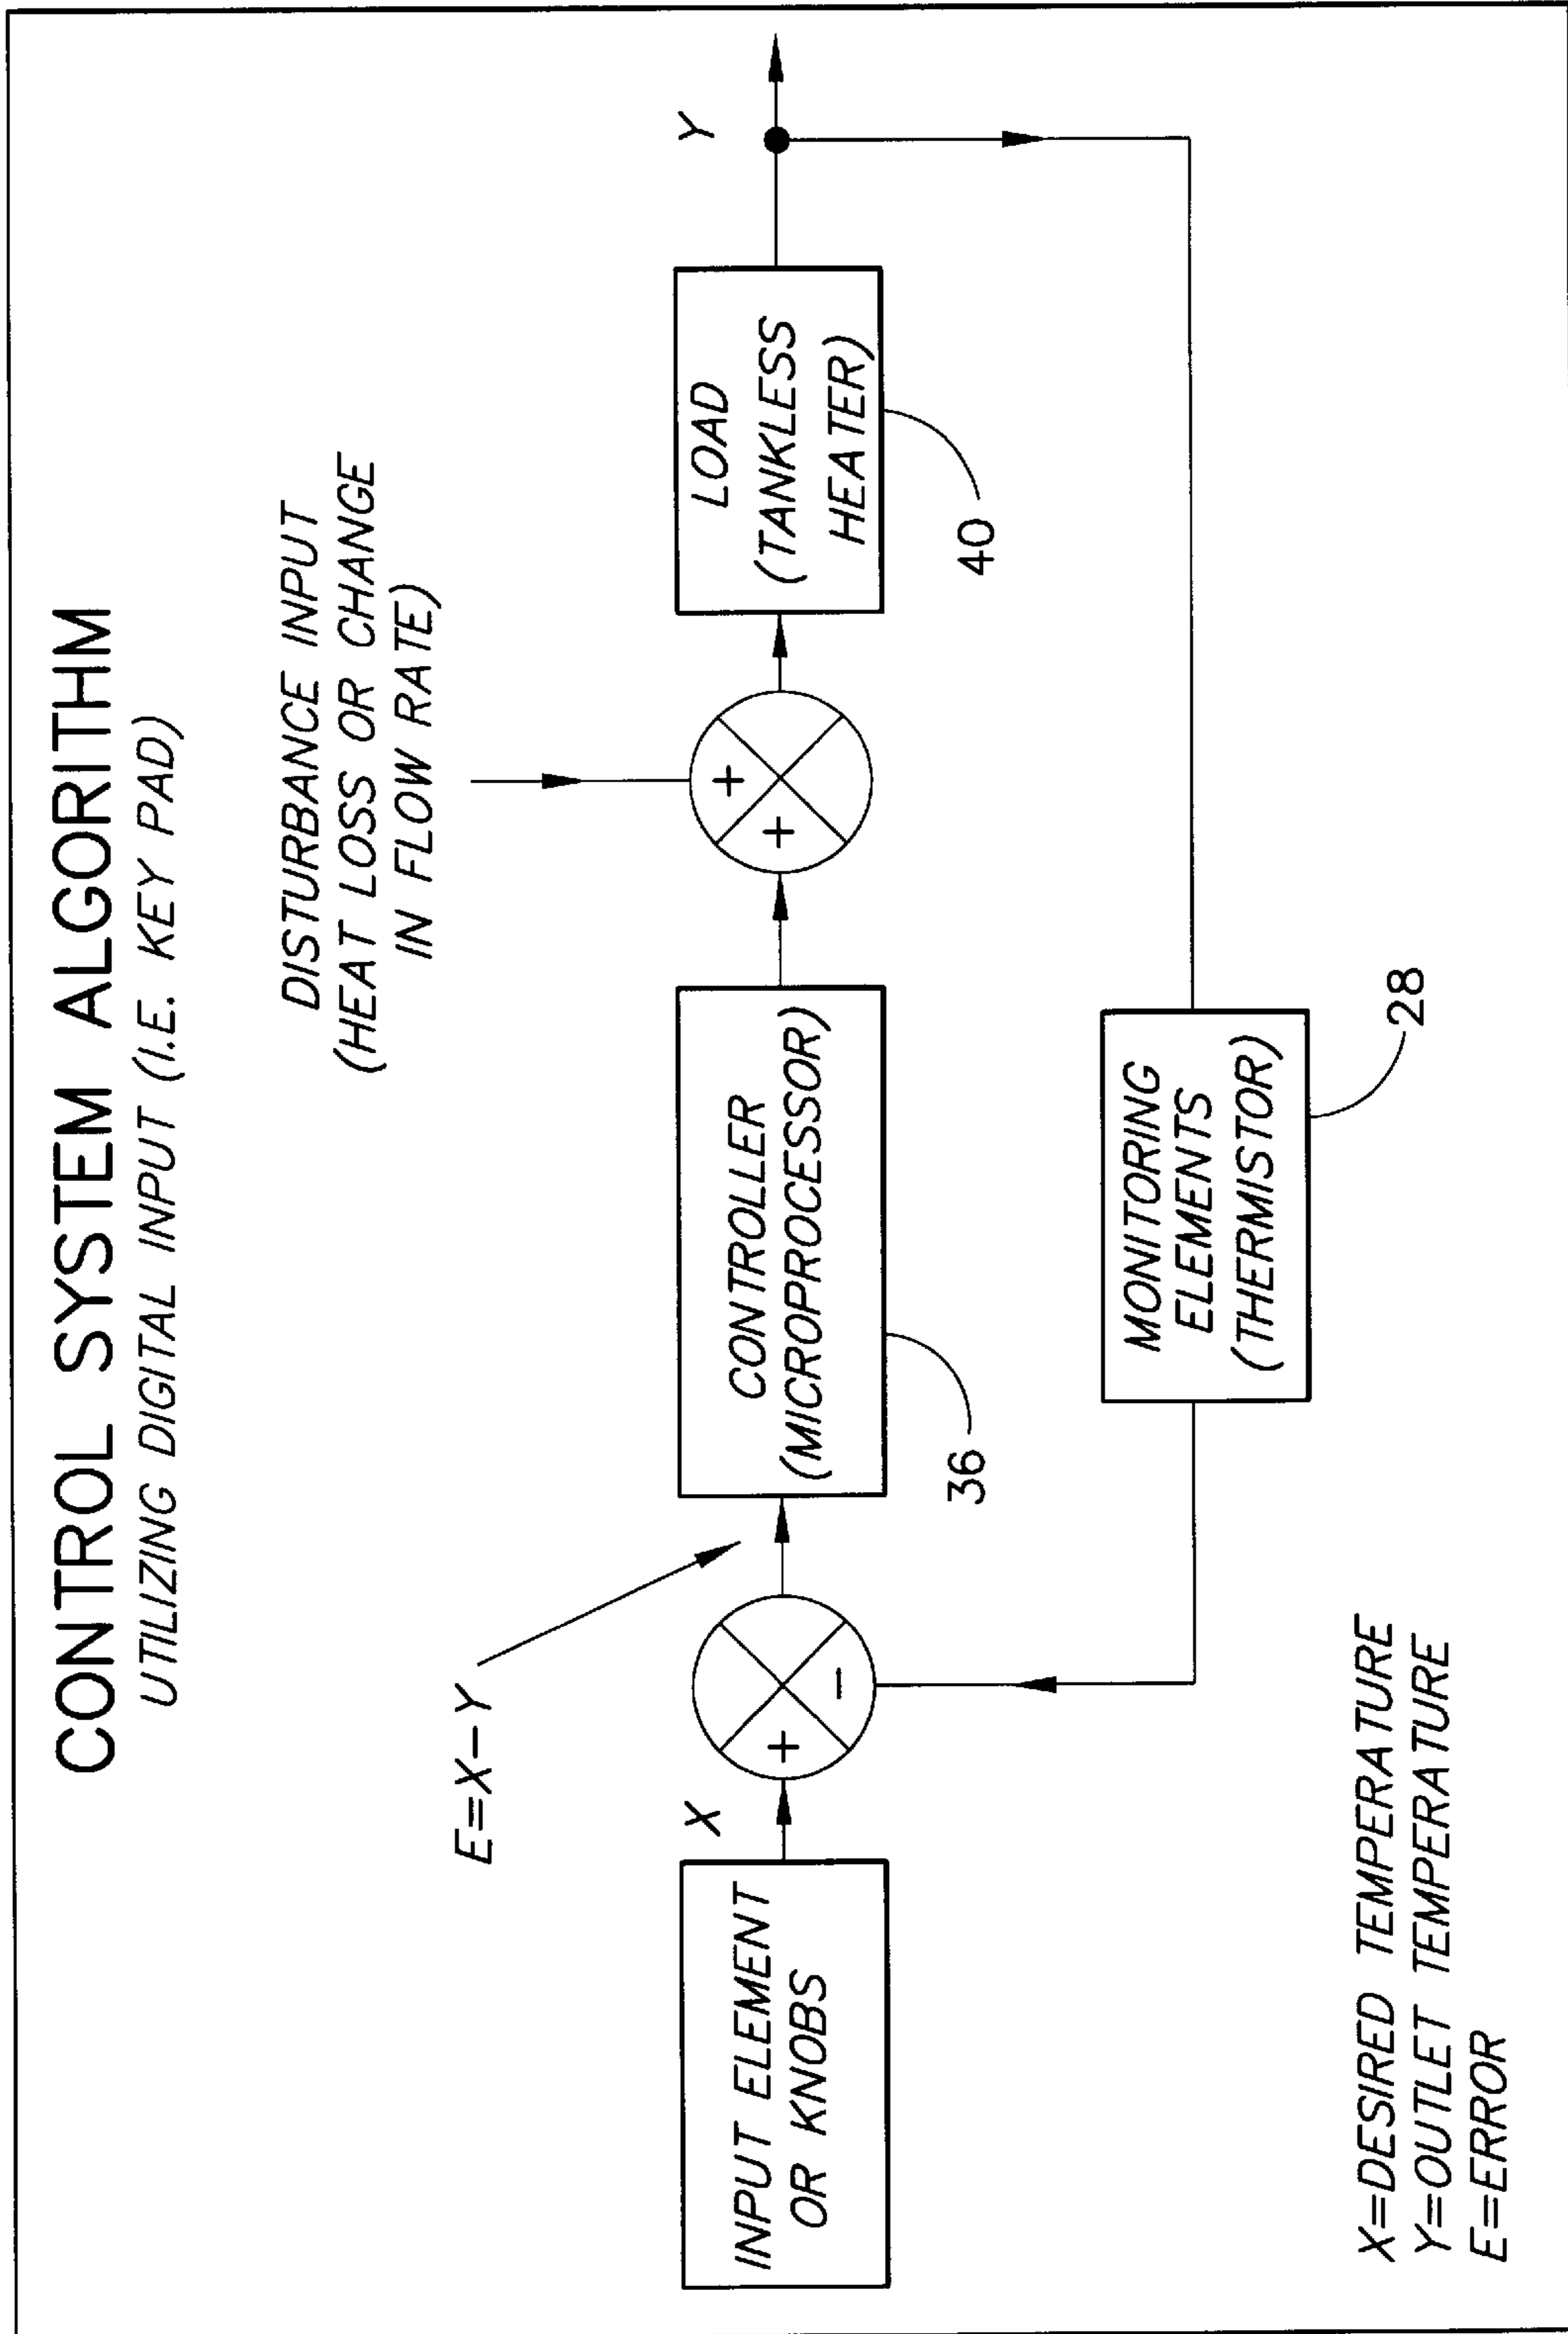 CONTROL SYSTEM ALGORITHM
UTILIZING DIGITAL INPUT (I.E. KEY PAD)
DISTURBANCE INPUT
(HEAT LOSS OR CHANGE
IN FLOW RATE)
E=X-Y
INPUT ELEMENT
OR KNOBS
X
+
-
CONTROLLER
(MICROPROCESSOR)
36
+
+
LOAD
(TANKLESS
HEATER)
40
Y
MONITORING
ELEMENTS
(THERMISTOR)
28
X=DESIRED TEMPERATURE
Y=OUTLET TEMPERATURE
E=ERROR